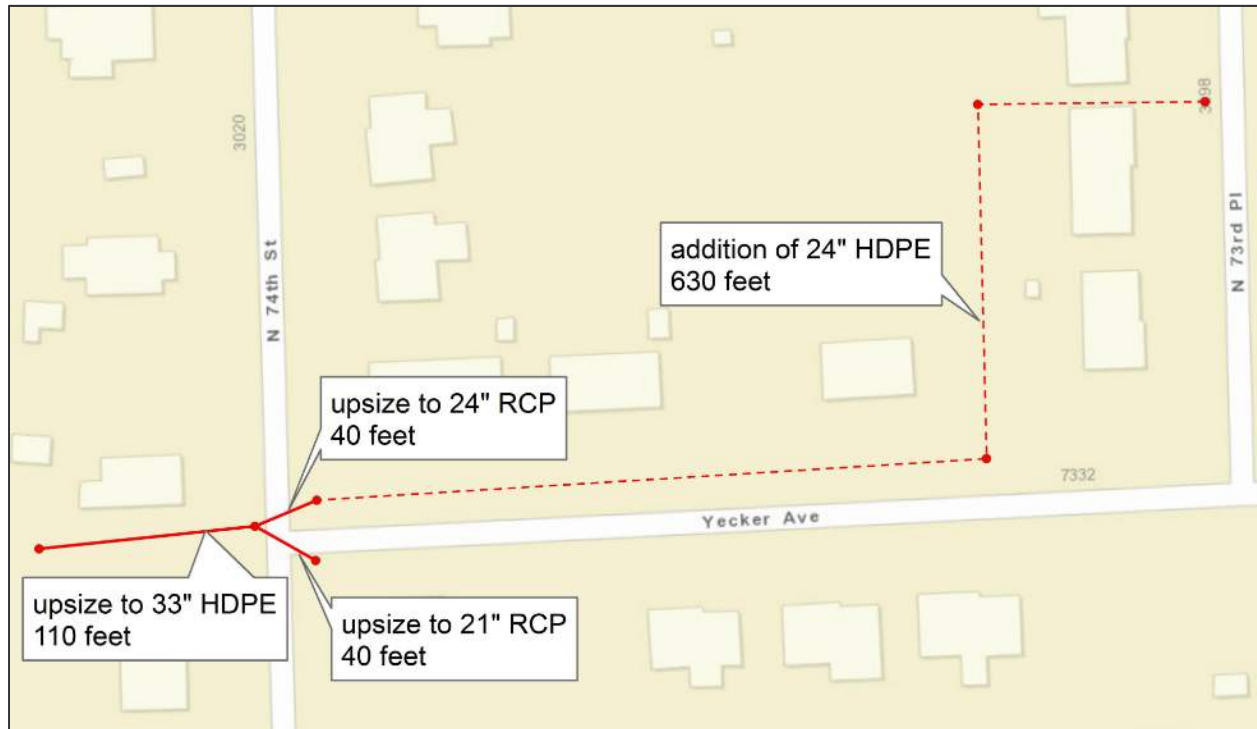 3020
3098
N 74th St
N 73rd Pl
addition of 24" HDPE
630 feet
upsize to 24" RCP
40 feet
7332
Yecker Ave
upsize to 33" HDPE
110 feet
upsize to 21" RCP
40 feet